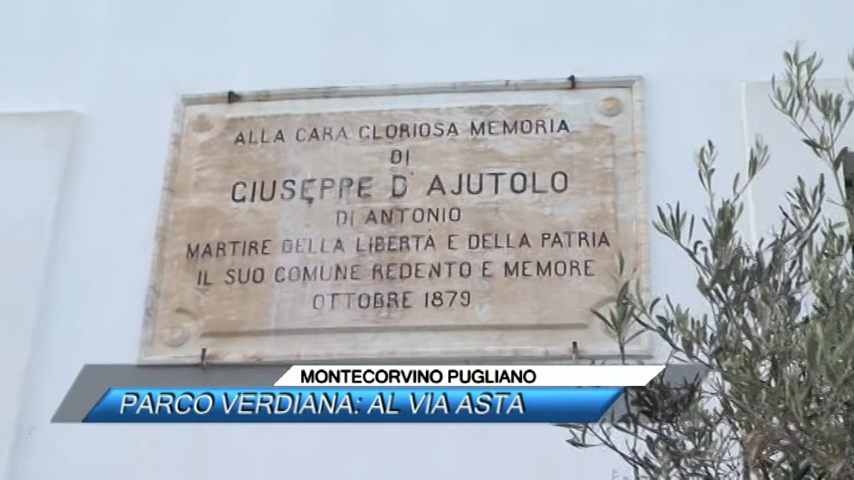 ALLA CARA GLORIOSA MEMORIA
DI
GIUSEPPE D'AJUTOLO
DI ANTONIO
MARTIRE DELLA LIBERTÀ E DELLA PATRIA
IL SUO COMUNE REDENTO E MEMORE
OTTOBRE 1879
MONTECORVINO PUGLIANO
PARCO VERDIANA: AL VIA ASTA